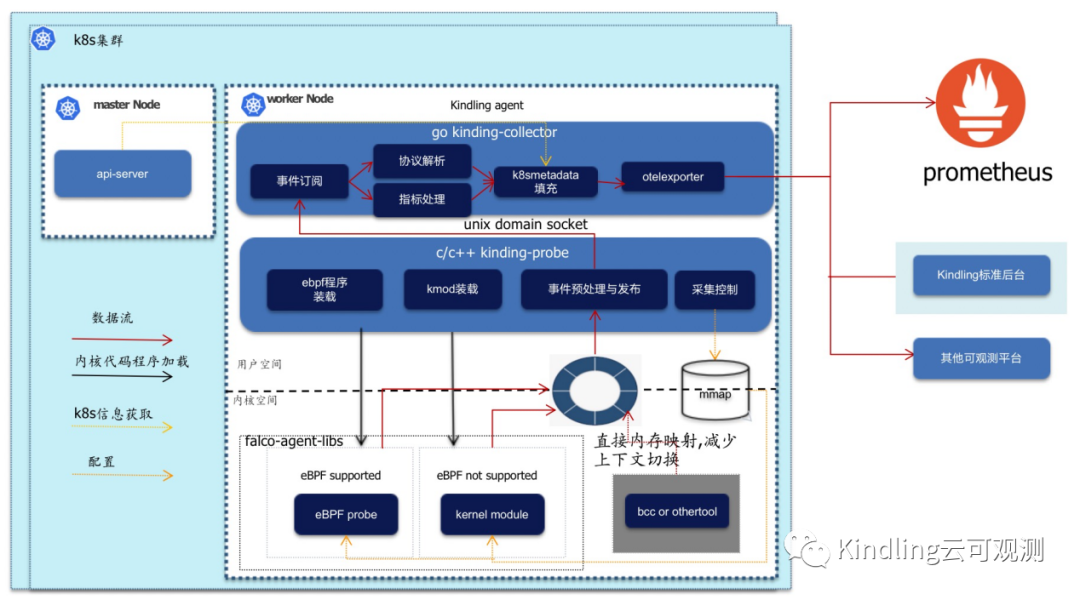 k8s集群
master Node
api-server
worker Node
Kindling agent
go kinding-collector
事件订阅
协议解析
指标处理
k8smetadata
填充
otelexporter
unix domain socket
c/c++ kinding-probe
ebpf程序
装载
kmod装载
事件预处理与发布
采集控制
用户空间
内核空间
mmap
直接内存映射,减少
上下文切换
falco-agent-libs
eBPF supported
eBPF probe
eBPF not supported
kernel module
bcc or othertool
数据流
内核代码程序加载
k8s信息获取
配置
prometheus
Kindling标准后台
其他可观测平台
Kindling云可观测